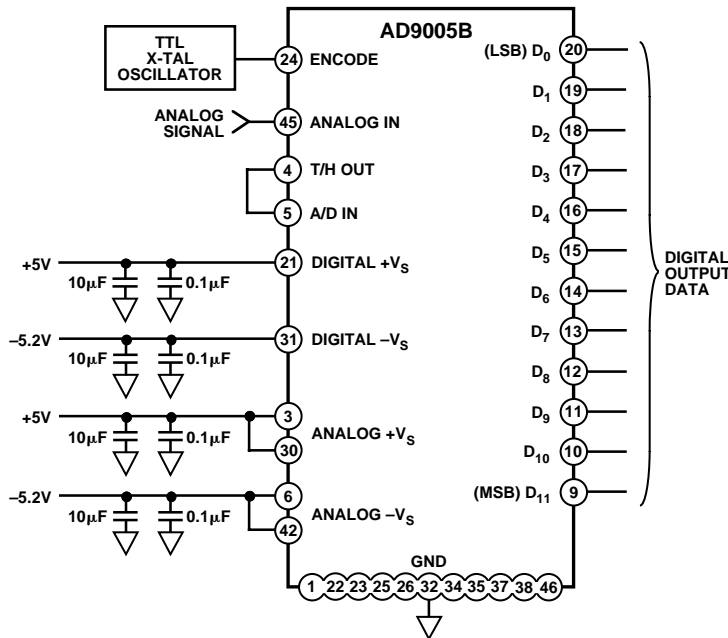 AD9005B
TTL
X-TAL
OSCILLATOR
24 ENCODE
ANALOG
SIGNAL
45 ANALOG IN
4 T/H OUT
5 A/D IN
+5V
21 DIGITAL +VS
10µF 0.1µF
–5.2V
31 DIGITAL –VS
10µF 0.1µF
+5V
3
ANALOG +VS
30
10µF 0.1µF
–5.2V
6
ANALOG –VS
42
10µF 0.1µF
(LSB) D0 20
D1 19
D2 18
D3 17
D4 16
D5 15
D6 14
D7 13
D8 12
D9 11
D10 10
(MSB) D11 9
DIGITAL
OUTPUT
DATA
GND
1 22 23 25 26 32 34 35 37 38 46